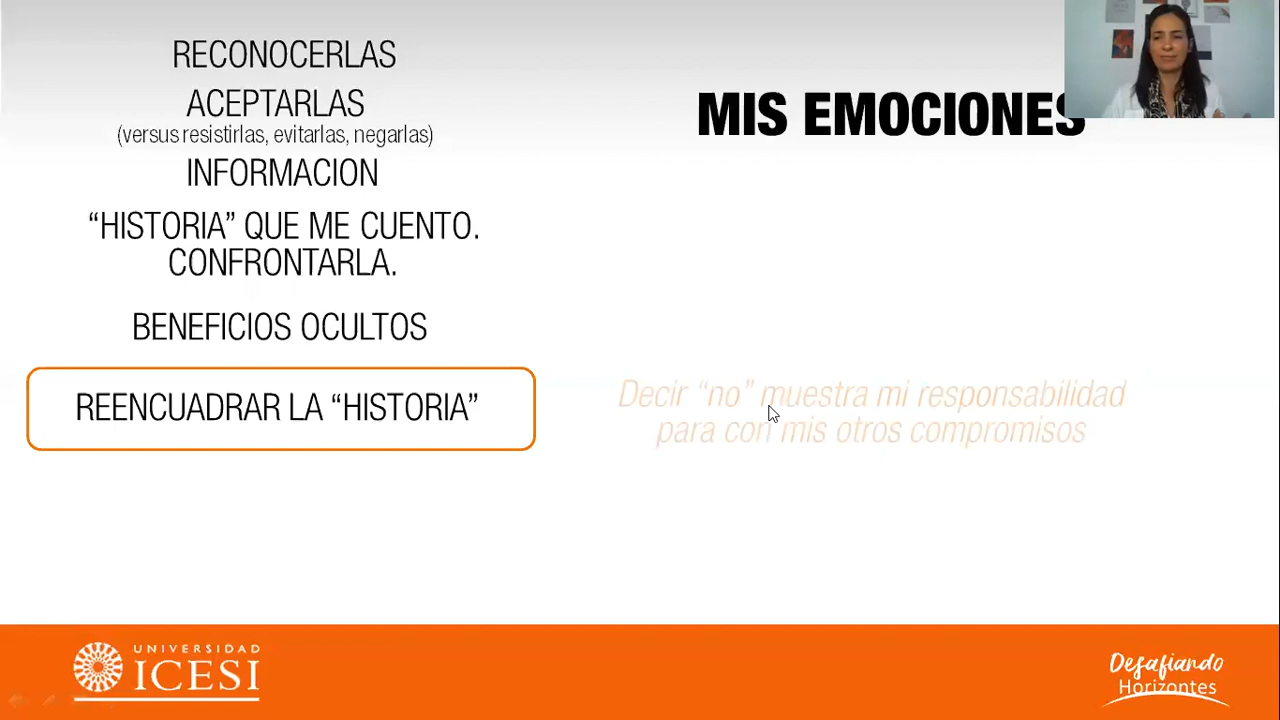 RECONOCERLAS
ACEPTARLAS
(versus resistirlas, evitarlas, negarlas)
INFORMACION
“HISTORIA” QUE ME CUENTO.
CONFRONTARLA.
BENEFICIOS OCULTOS
REENCUADRAR LA “HISTORIA”
MIS EMOCIONES
Decir “no” muestra mi responsabilidad
para con mis otros compromisos
UNIVERSIDAD
ICESI
Desafiando
Horizontes